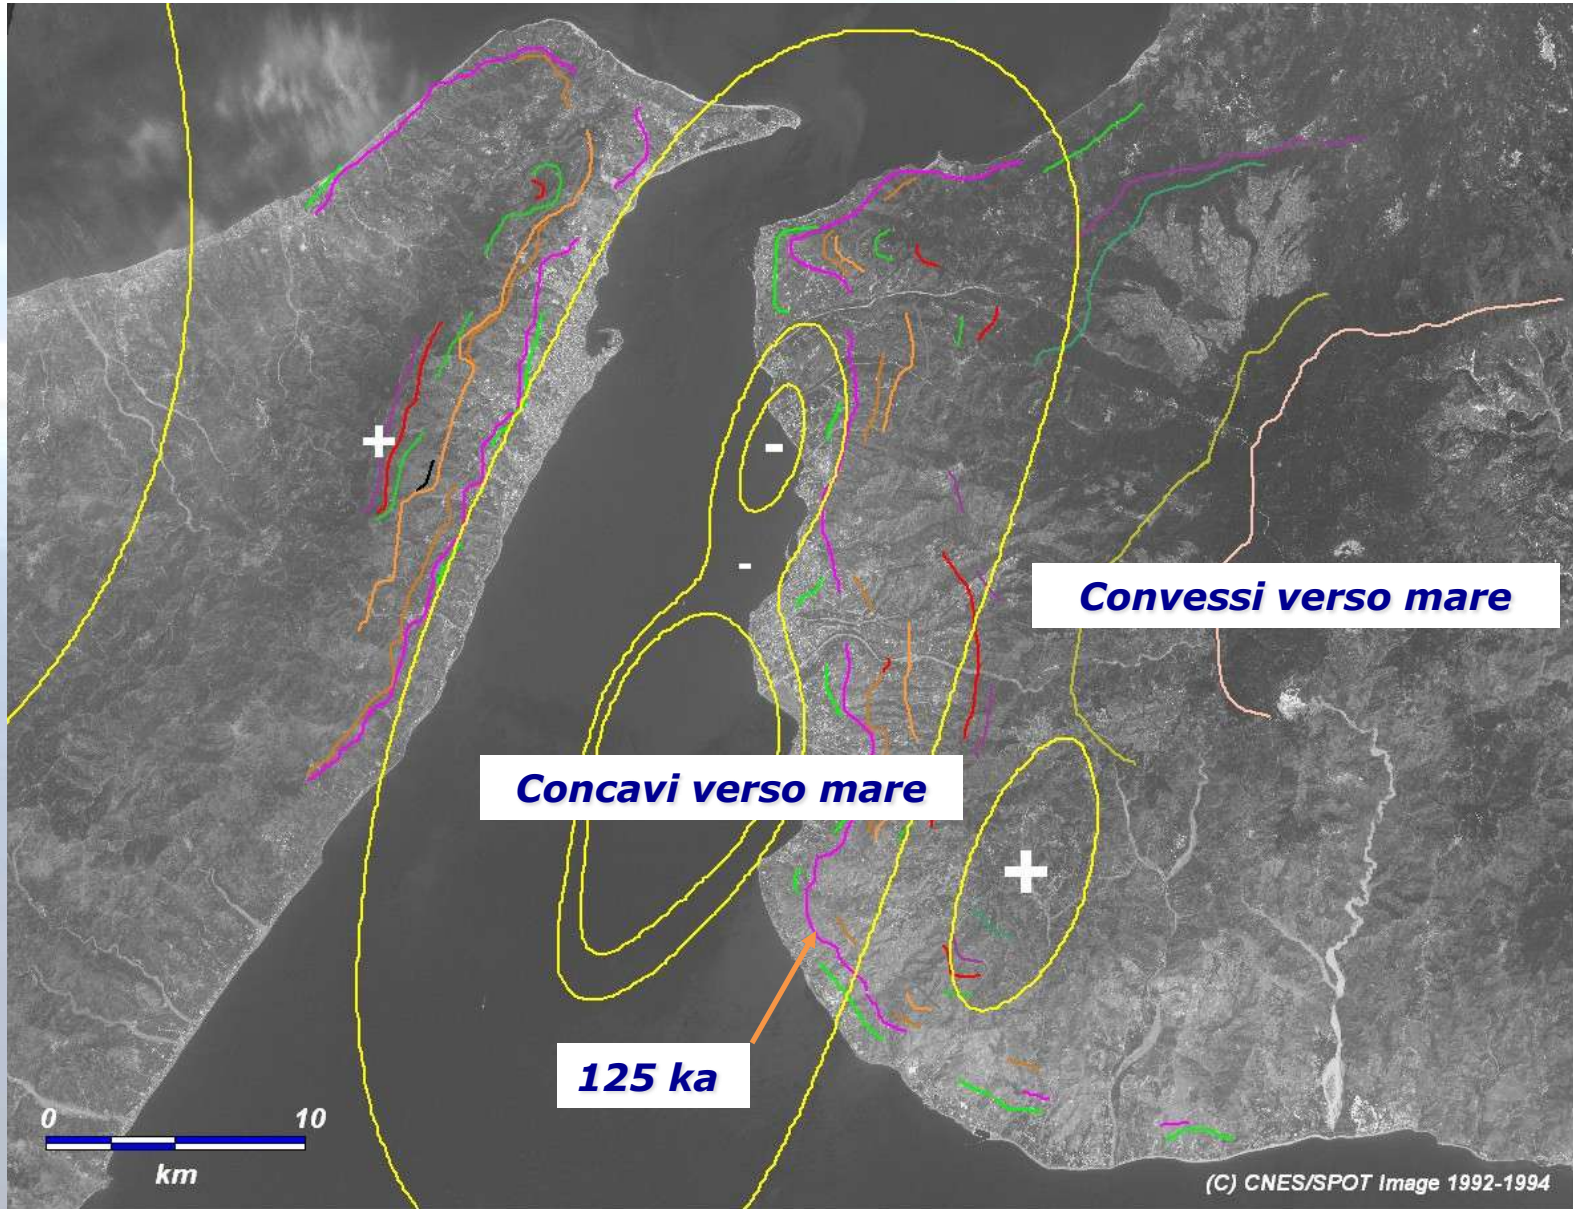 +
-
-
Convessi verso mare
Concavi verso mare
+
125 ka
0 10
km
(C) CNES/SPOT Image 1992-1994